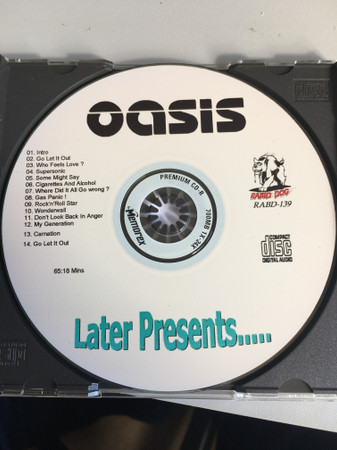 oasis
01. Intro
02. Go Let It Out
03. Who Feels Love ?
04. Supersonic
05. Some Might Say
06. Cigarettes And Alcohol
07. Where Did It All Go wrong ?
08. Gas Panic !
09. Rock'n'Roll Star
10. Wonderwall
11. Don't Look Back In Anger
12. My Generation
13. Carnation
14. Go Let It Out
65:18 Mins
PREMIUM CD-R
700MB 1X-24X
Memorex
RABID DOG
RABD-139
COMPACT
disc
DIGITAL AUDIO
Later Presents.....